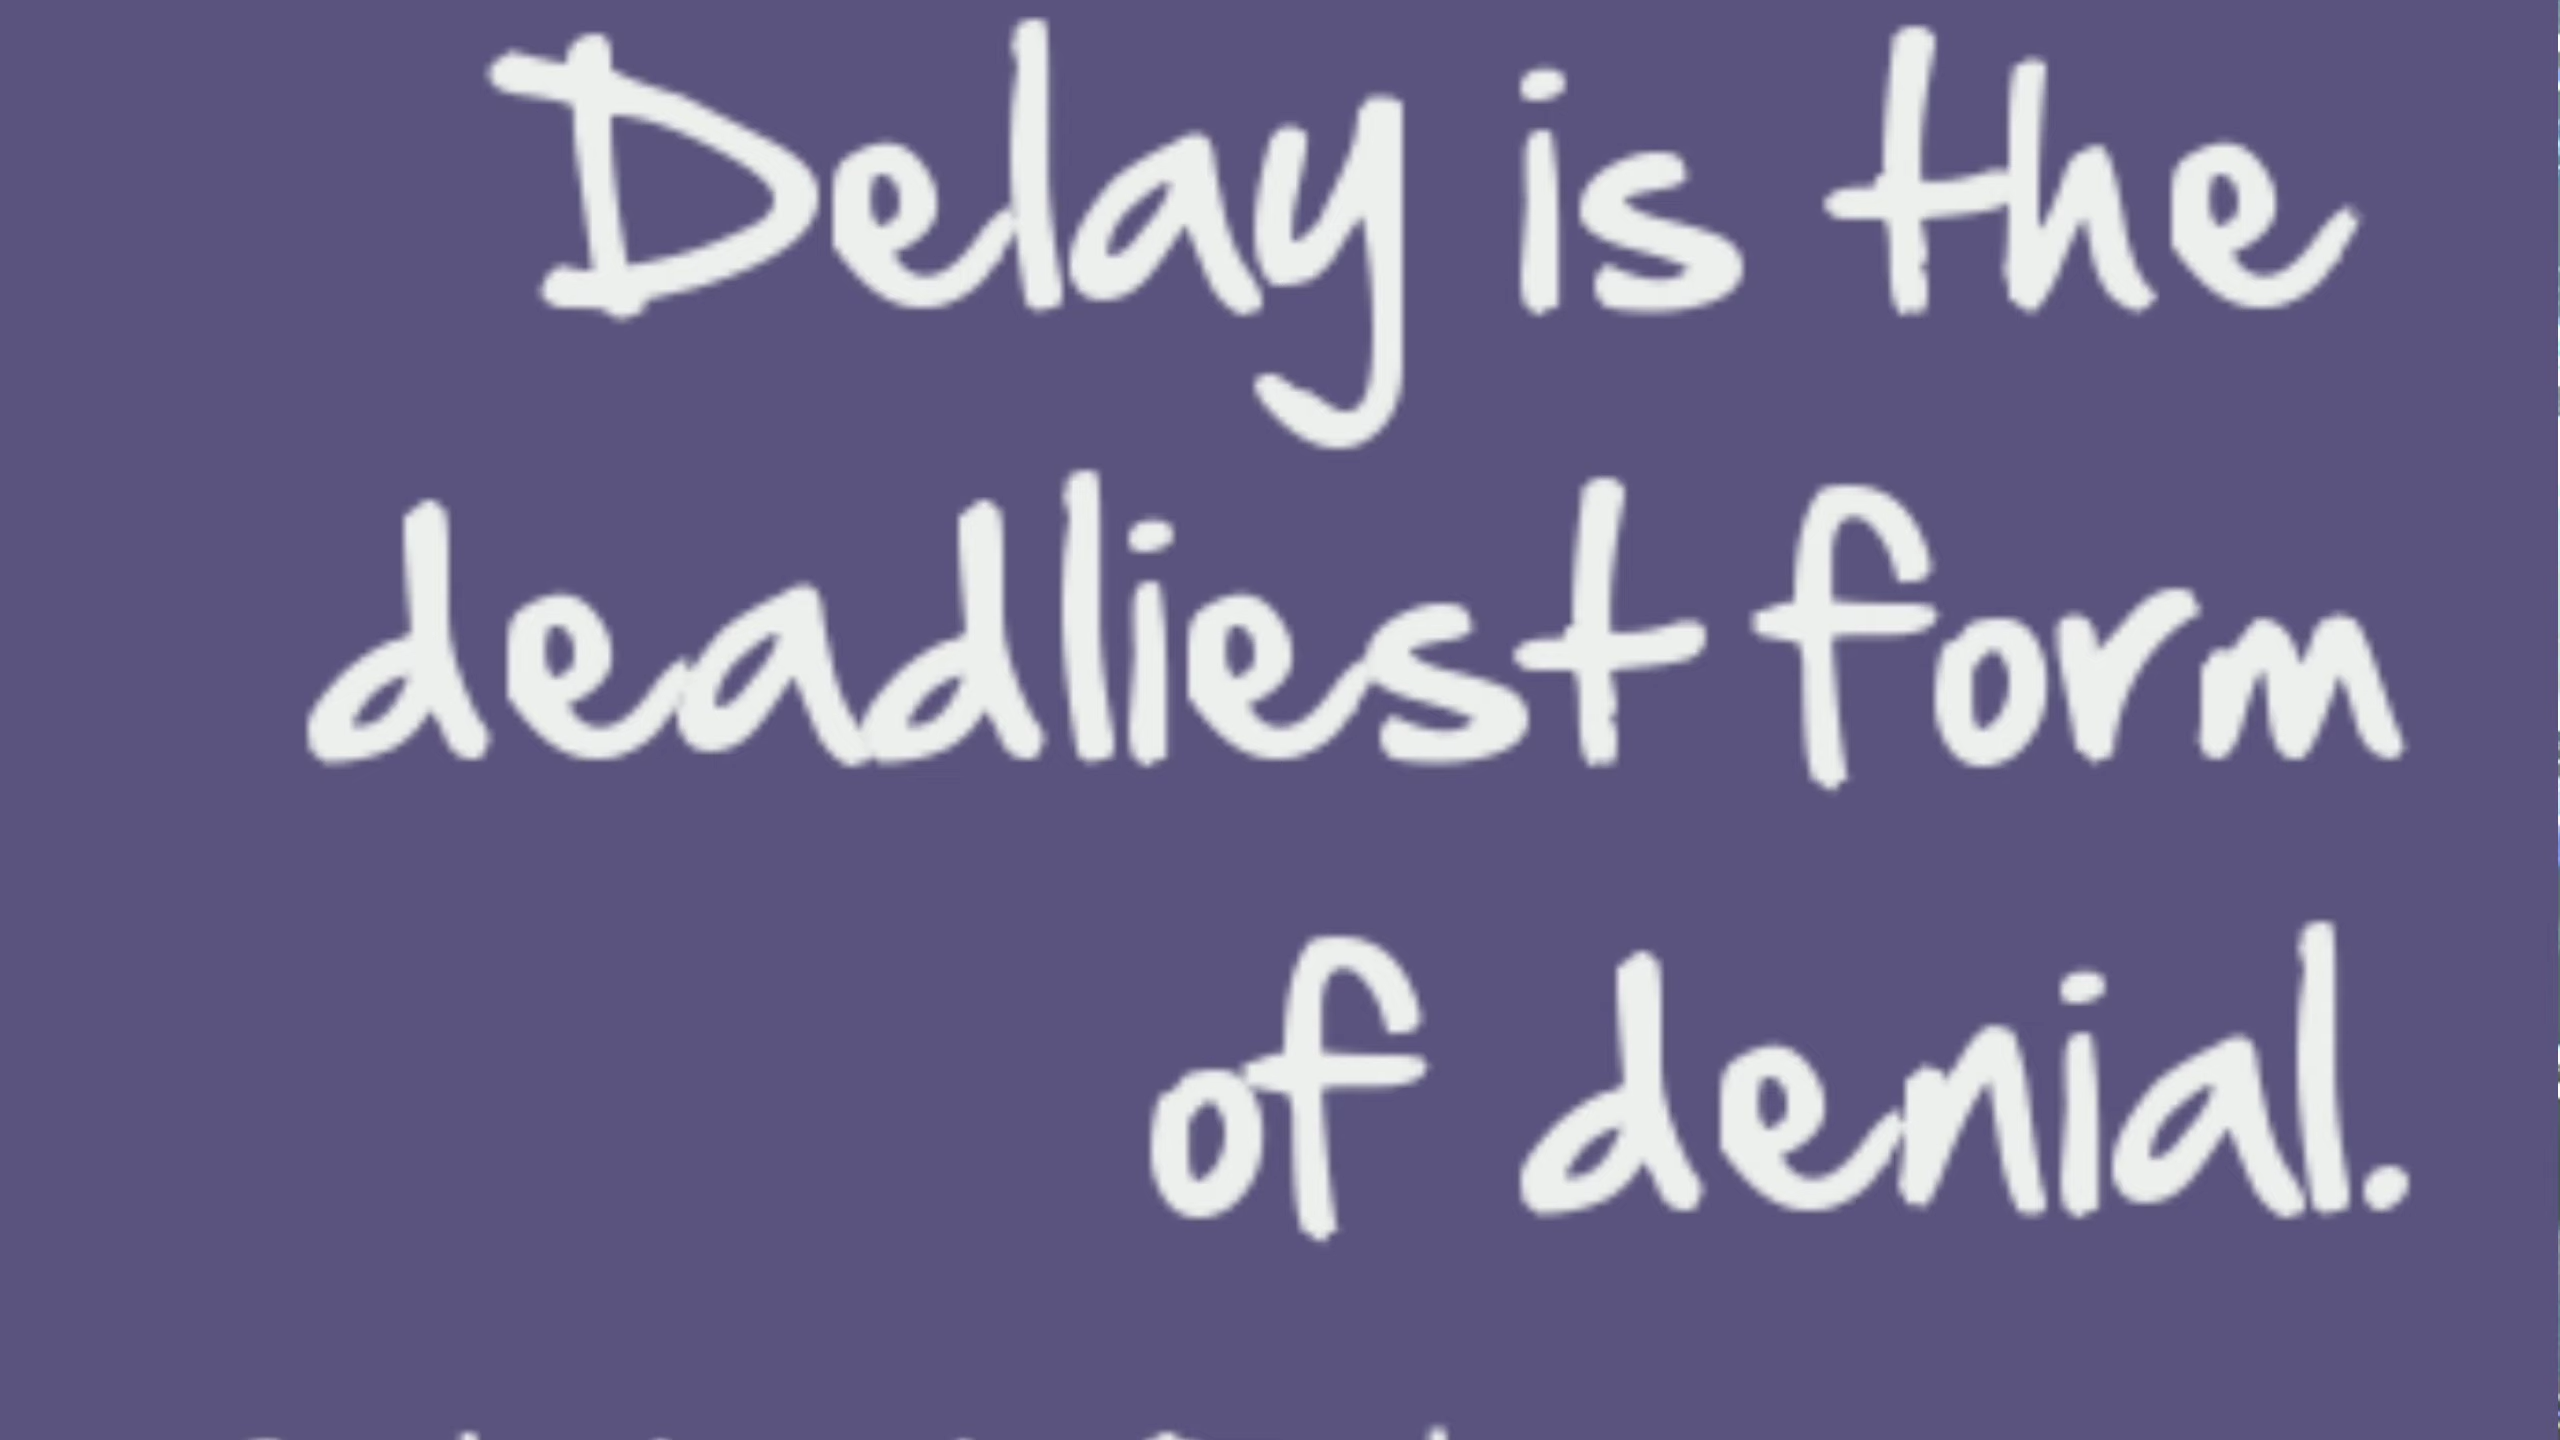 Delay is the
deadliest form
of denial.